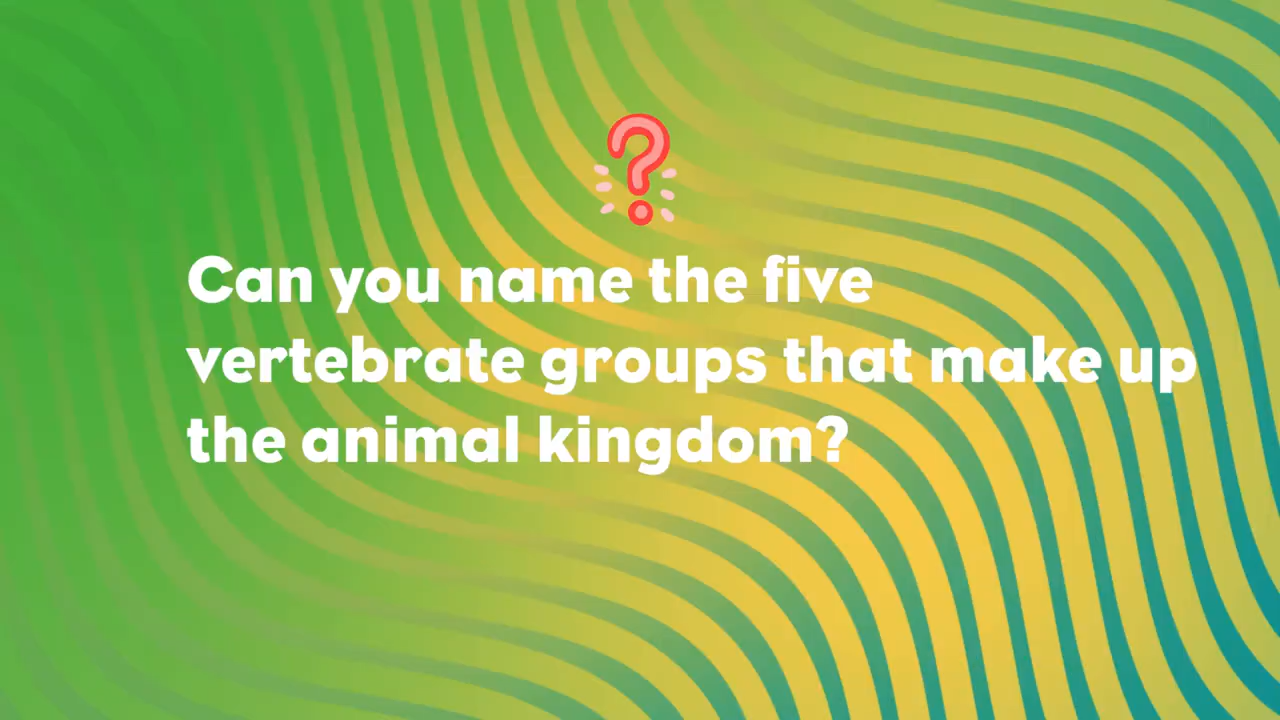 Can you name the five
vertebrate groups that make up
the animal kingdom?